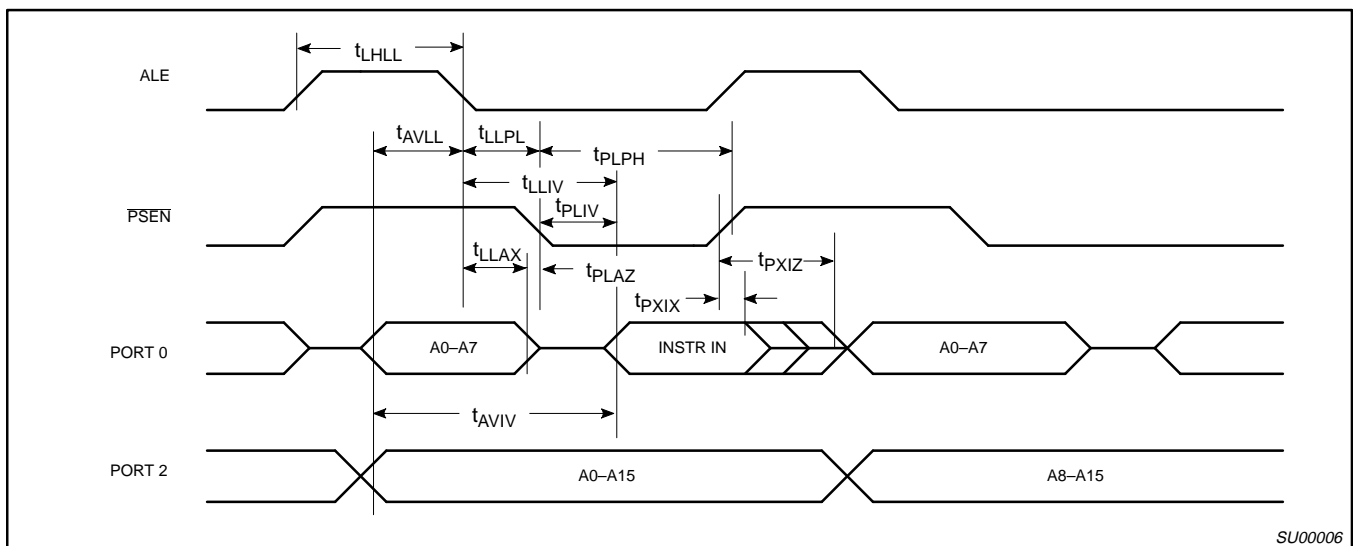 tLHLL
ALE
tAVLL tLLPL
tPLPH
tLLIV
PSEN
tPLIV
tLLAX
tPLAZ
tPXIZ
tPXIX
PORT 0
A0–A7
INSTR IN
A0–A7
tAVIV
PORT 2
A0–A15
A8–A15
SU00006